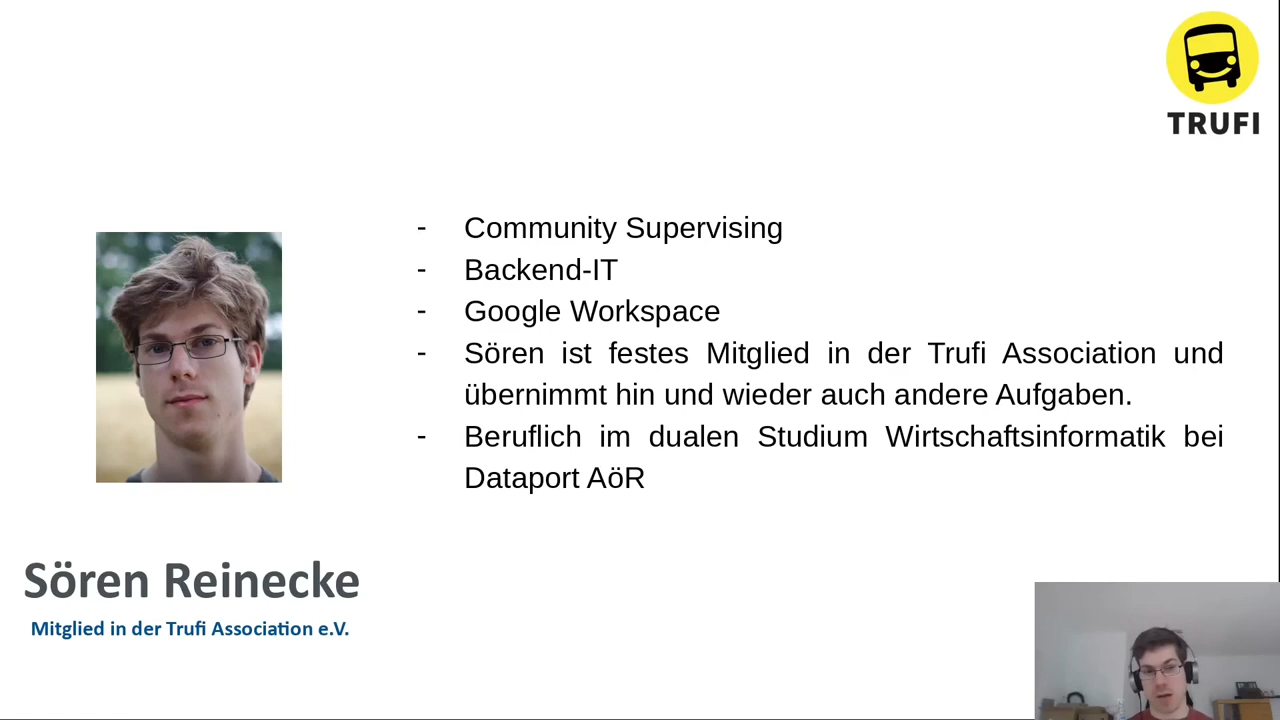 TRUFI
- Community Supervising
- Backend-IT
- Google Workspace
- Sören ist festes Mitglied in der Trufi Association und
übernimmt hin und wieder auch andere Aufgaben.
- Beruflich im dualen Studium Wirtschaftsinformatik bei
Dataport AöR
Sören Reinecke
Mitglied in der Trufi Association e.V.